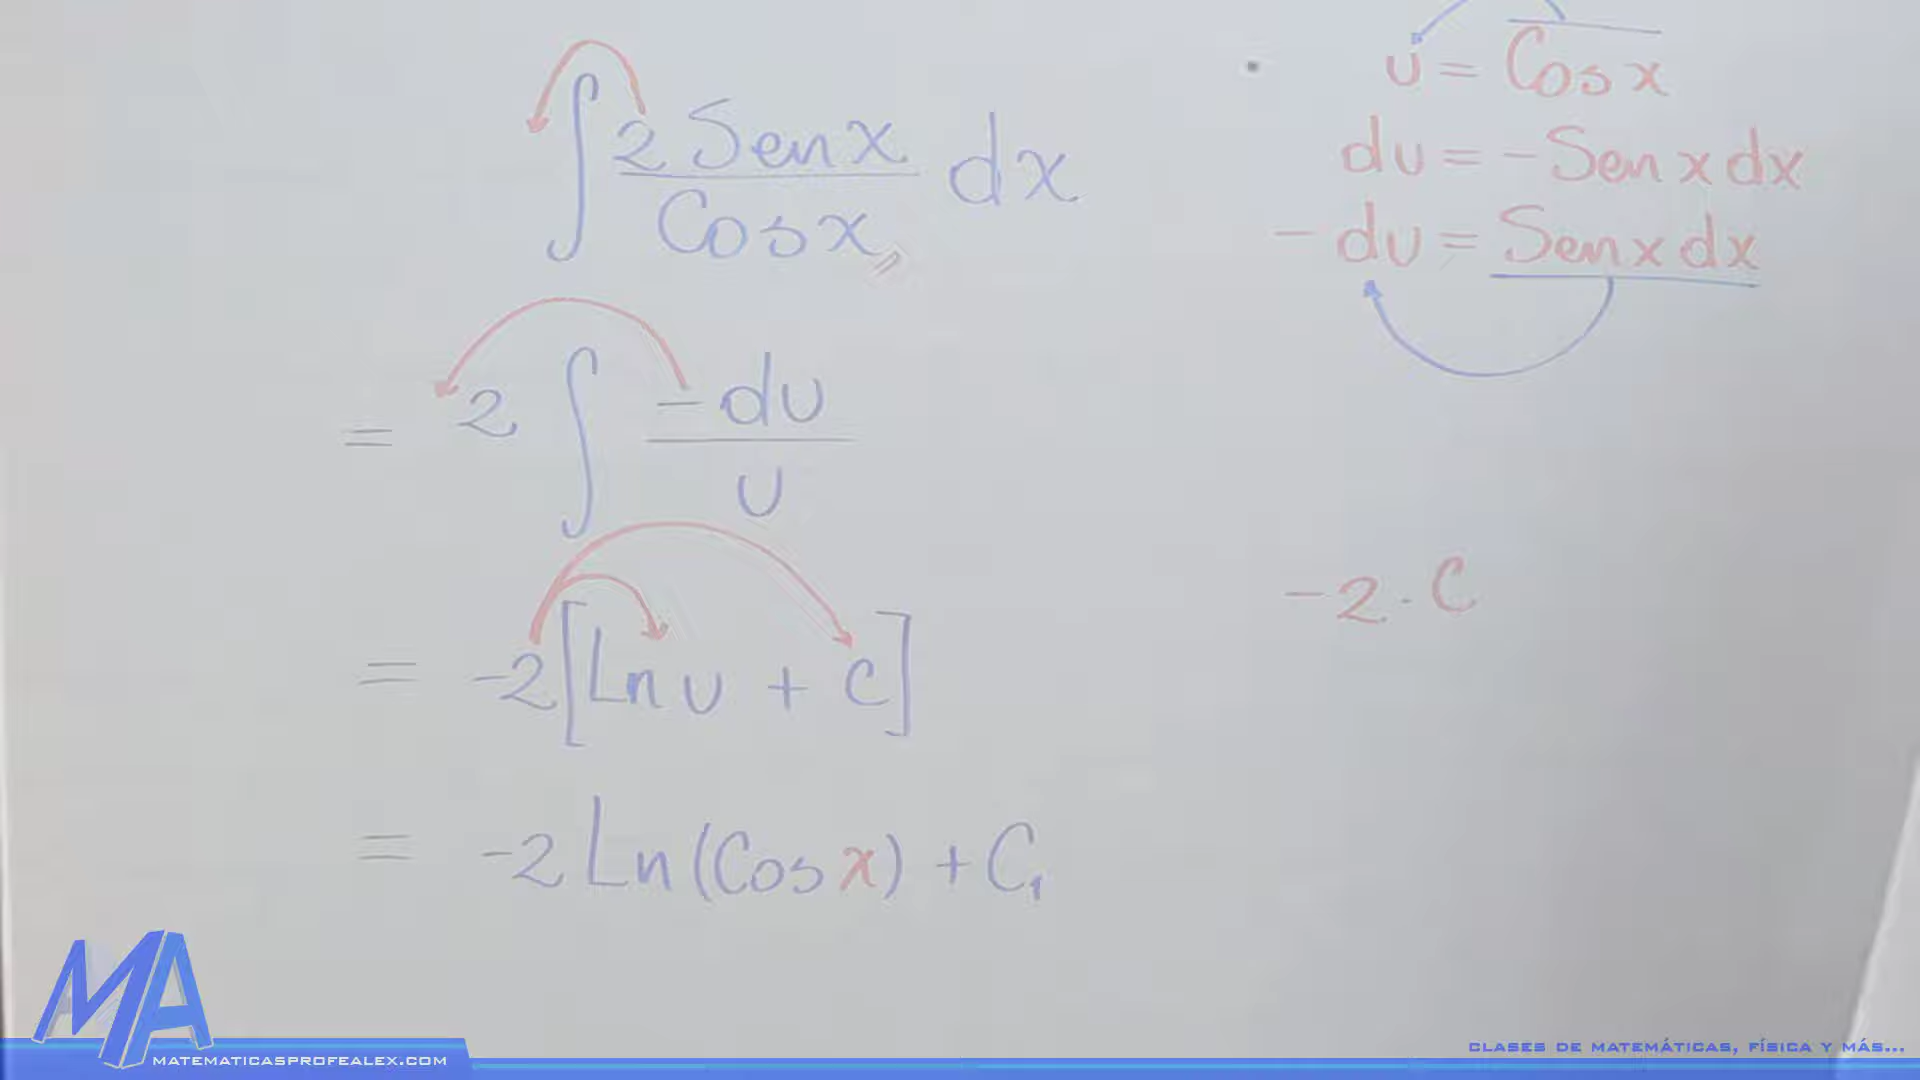 ∫ 2 Sen x / Cos x dx
= 2 ∫ - du / u
= -2 [Ln u + C]
= -2 Ln (Cos x) + C₁
u = Cos x
du = - Sen x dx
- du = Sen x dx
-2 · C
MA
MATEMATICASPROFEALEX.COM
CLASES DE MATEMÁTICAS, FÍSICA Y MÁS...